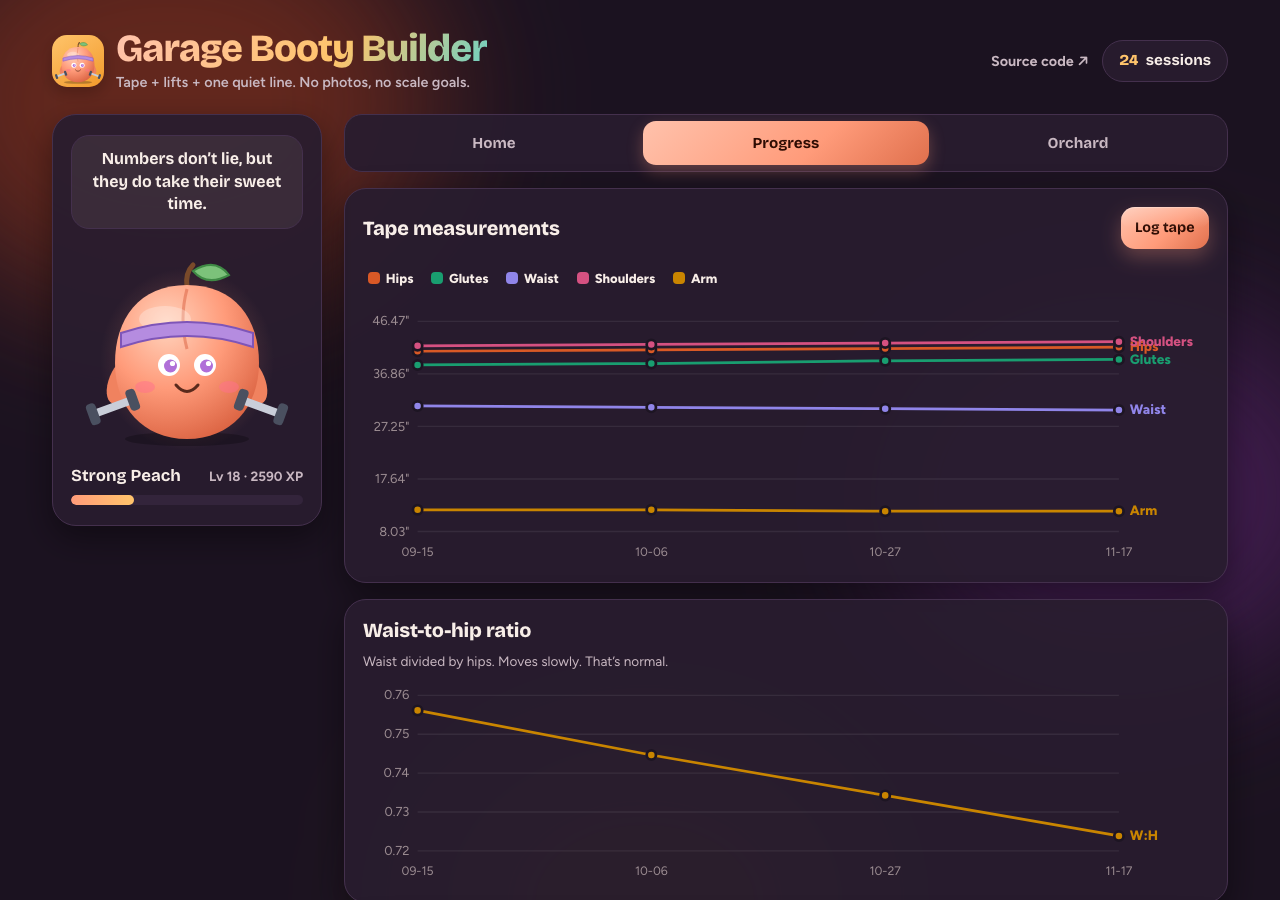 Garage Booty Builder
Tape + lifts + one quiet line. No photos, no scale goals.
Source code ↗
24 sessions
Numbers don't lie, but
they do take their sweet
time.
Strong Peach
Lv 18 · 2590 XP
Home
Progress
Orchard
Tape measurements
Log tape
Hips
Glutes
Waist
Shoulders
Arm
46.47"
36.86"
27.25"
17.64"
8.03"
Shoulders
Hips
Glutes
Waist
Arm
09-15
10-06
10-27
11-17
Waist-to-hip ratio
Waist divided by hips. Moves slowly. That's normal.
0.76
0.75
0.74
0.73
0.72
W:H
09-15
10-06
10-27
11-17